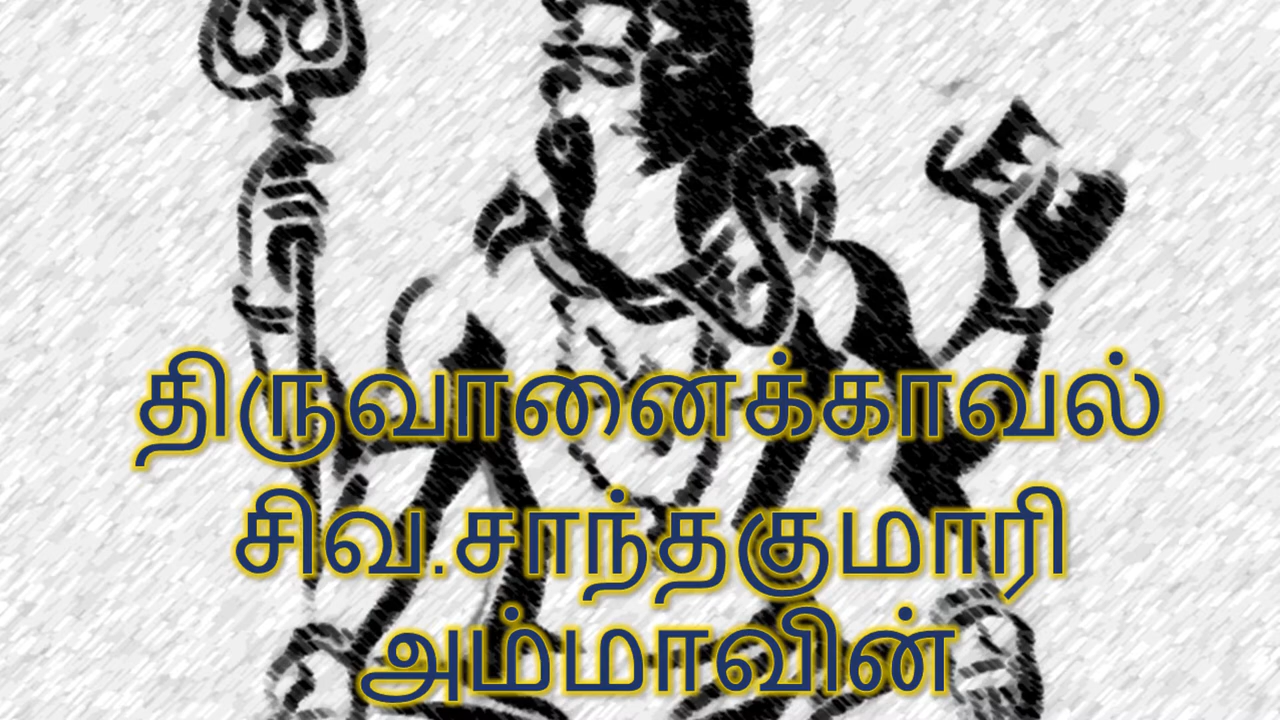 திருவானைக்காவல்
சிவ.சாந்தகுமாரி
அம்மாவின்